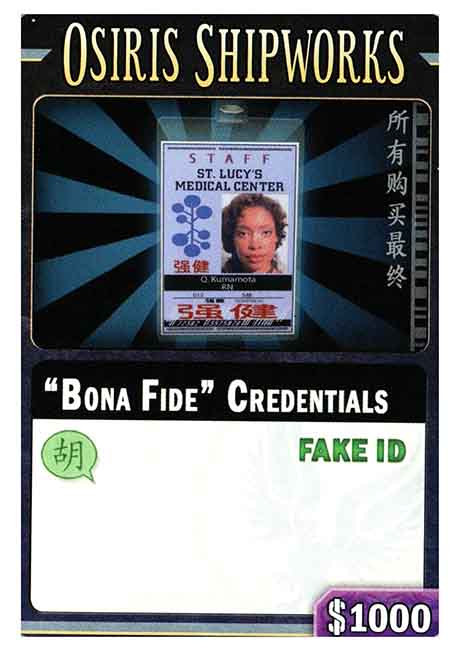 OSIRIS SHIPWORKS
所有购买最终
STAFF
ST. LUCY'S
MEDICAL CENTER
强健
Q. Kumamota
RN
强健
"BONA FIDE" CREDENTIALS
胡
FAKE ID
$1000